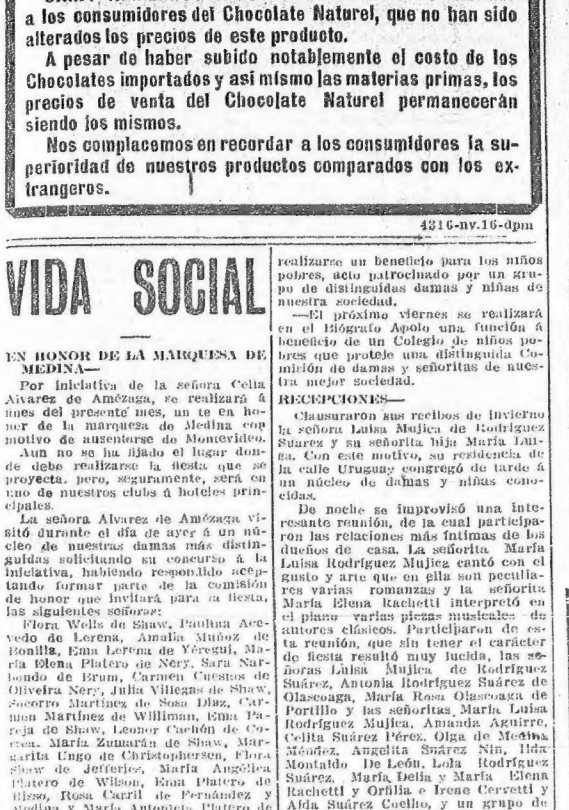 a los consumidores del Chocolate Naturel, que no han sido
alterados los precios de este producto.
A pesar de haber subido notablemente el costo de los
Chocolates importados y asi mismo las materias primas, los
precios de venta del Chocolate Naturel permanecerán
siendo los mismos.
Nos complacemos en recordar a los consumidores la su-
perioridad de nuestros productos comparados con los ex-
trangeros.
4316-nv.16-dpm
VIDA SOCIAL
EN HONOR DE LA MARQUESA DE
MEDINA—
Por iniciativa de la señora Celia
Alvarez de Amézaga, se realizará á
fines del presente mes, un te en ho-
nor de la marquesa de Medina con
motivo de ausentarse de Montevideo.
Aun no se ha fijado el lugar don-
de debe realizarse la fiesta que se
proyecta, pero, seguramente, será en
uno de nuestros clubs á hoteles prin-
cipales.
La señora Alvarez de Amézaga vi-
sitó durante el día de ayer á un nú-
cleo de nuestras damas más distin-
guidas solicitando su concurso á la
iniciativa, habiendo respondido acep-
tando formar parte de la comisión
de honor que invitará para la fiesta,
las siguientes señoras:
Flora Wells de Shaw, Paulina Ace-
vedo de Lerena, Amalia Muñoz de
Bonilla, Ema Lerena de Yéregui, Ma-
ría Elena Platero de Nery, Sara Nar-
bondo de Brum, Carmen Cuestas de
Oliveira Nery, Julia Villegas de Shaw,
Socorro Martínez de Sosa Díaz, Car-
men Martínez de Williman, Ema Pa-
reja de Shaw, Leonor Cachón de Co-
rrea, María Zumarán de Shaw, Mar-
garita Ungo de Christophersen, Flora
Shaw de Jefferies, María Angélica
Platero de Wilson, Ema Platero de
Risso, Rosa Carril de Fernández y
Medina y María Antonieta Platero de
realizarse un beneficio para los niños
pobres, acto patrocinado por un gru-
po de distinguidas damas y niñas de
nuestra sociedad.
—El próximo viernes se realizará
en el Biógrafo Apolo una función á
beneficio de un Colegio de niños po-
bres que proteje una distinguida Co-
misión de damas y señoritas de nues-
tra mejor sociedad.
RECEPCIONES—
Clausuraron sus recibos de invierno
la señora Luisa Mujica de Rodríguez
Suárez y su señorita hija María Lui-
sa. Con este motivo, su residencia de
la calle Uruguay congregó de tarde á
un núcleo de damas y niñas cono-
cidas.
De noche se improvisó una inte-
resante reunión, de la cual participa-
ron las relaciones más íntimas de los
dueños de casa. La señorita María
Luisa Rodríguez Mujica cantó con el
gusto y arte que en ella son peculia-
res varias romanzas y la señorita
María Elena Rachetti interpretó en
el piano varias piezas musicales de
autores clásicos. Participaron de es-
ta reunión, que sin tener el carácter
de fiesta resultó muy lucida, las se-
ñoras Luisa Mujica de Rodríguez
Suárez, Antonia Rodríguez Suárez de
Olascoaga, María Rosa Olascoaga de
Portillo y las señoritas María Luisa
Rodríguez Mujica, Amanda Aguirre,
Celita Suárez Pérez, Olga de Medina
Méndez, Angelita Suárez Nin, Ilda
Montaldo De León, Lola Rodríguez
Suárez, María Delia y María Elena
Rachetti y Orfilia e Irene Cervetti y
Aída Suárez Coelho, y un grupo de